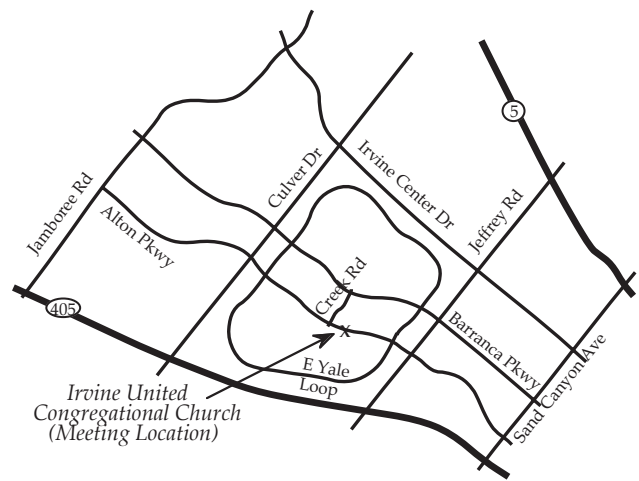 5
Irvine Center Dr
Culver Dr
Jeffrey Rd
Jamboree Rd
Alton Pkwy
Creek Rd
405
x
Barranca Pkwy
Sand Canyon Ave
E Yale
Loop
Irvine United
Congregational Church
(Meeting Location)